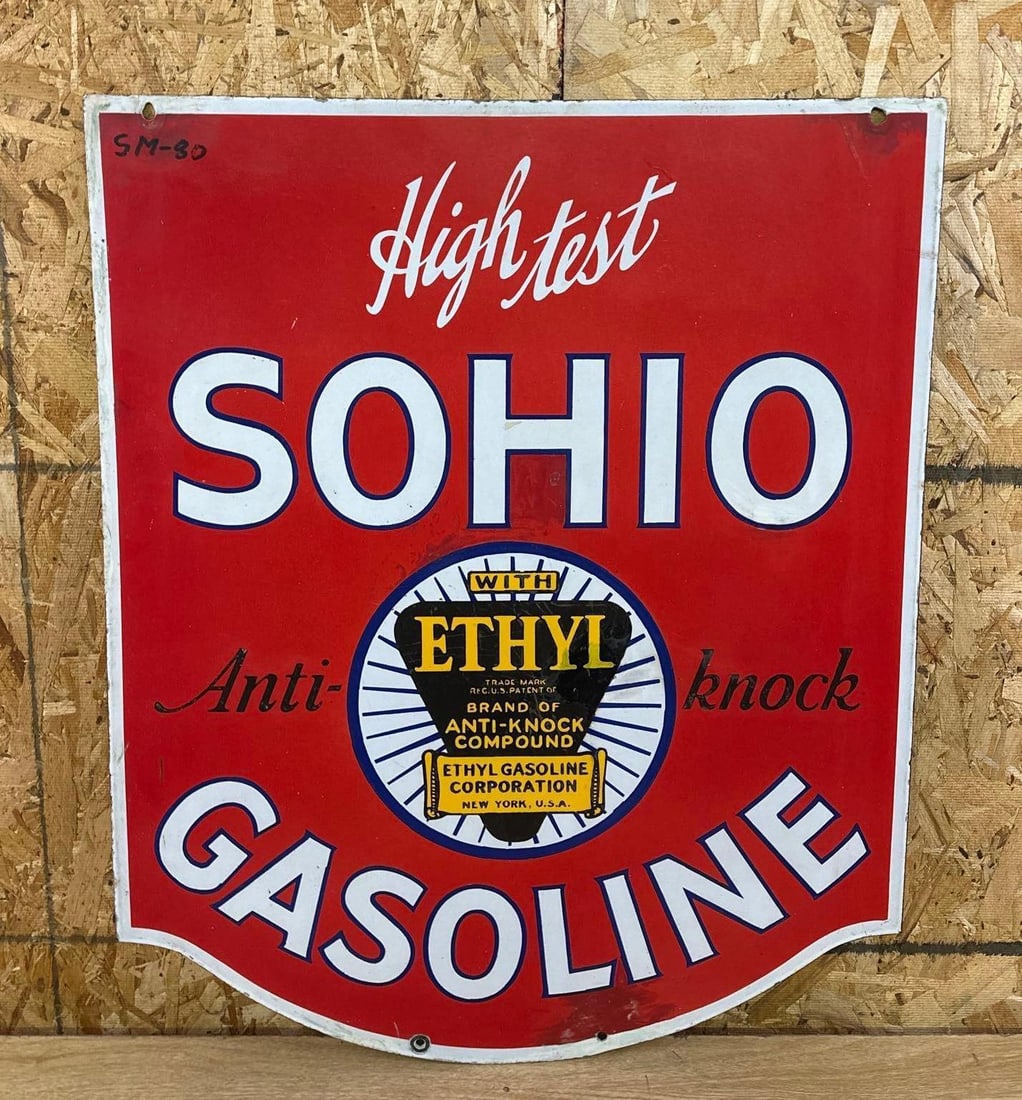 SM-80
High test
SOHIO
WITH
ETHYL
TRADE MARK
REG. U.S. PATENT OF
BRAND OF
ANTI-KNOCK
COMPOUND
Anti- knock
ETHYL GASOLINE
CORPORATION
NEW YORK, U.S.A.
GASOLINE